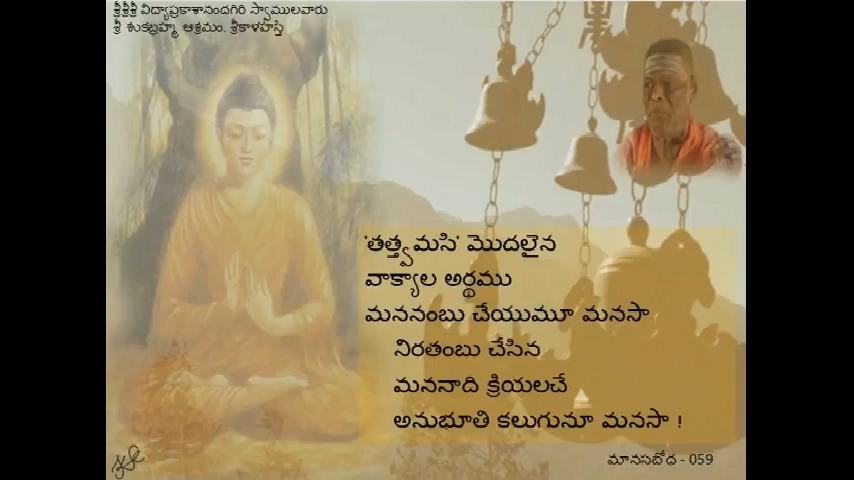 శ్రీశ్రీశ్రీ విద్యాప్రకాశానందగిరి స్వాములవారు
శ్రీ శుకబ్రహ్మ ఆశ్రమం. శ్రీకాళహస్తి
'తత్త్వమసి' మొదలైన
వాక్యాల అర్థము
మననంబు చేయుమూ మనసా
నిరతంబు చేసిన
మననాది క్రియలచే
అనుభూతి కలుగునూ మనసా !
మానసబోధ - 059